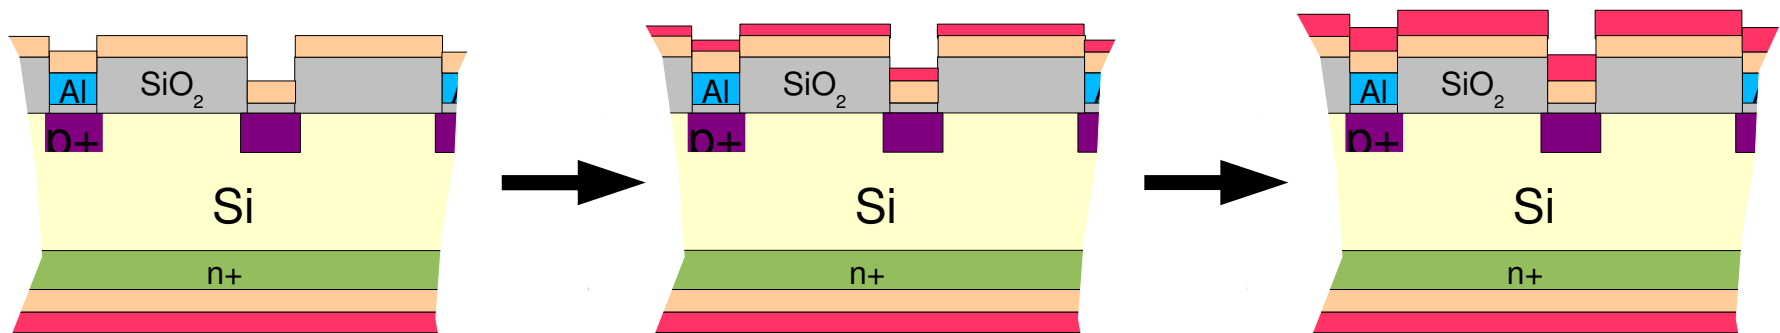 Al SiO₂
p+
Si
n+
Al SiO₂
p+
Si
n+
Al SiO₂
p+
Si
n+